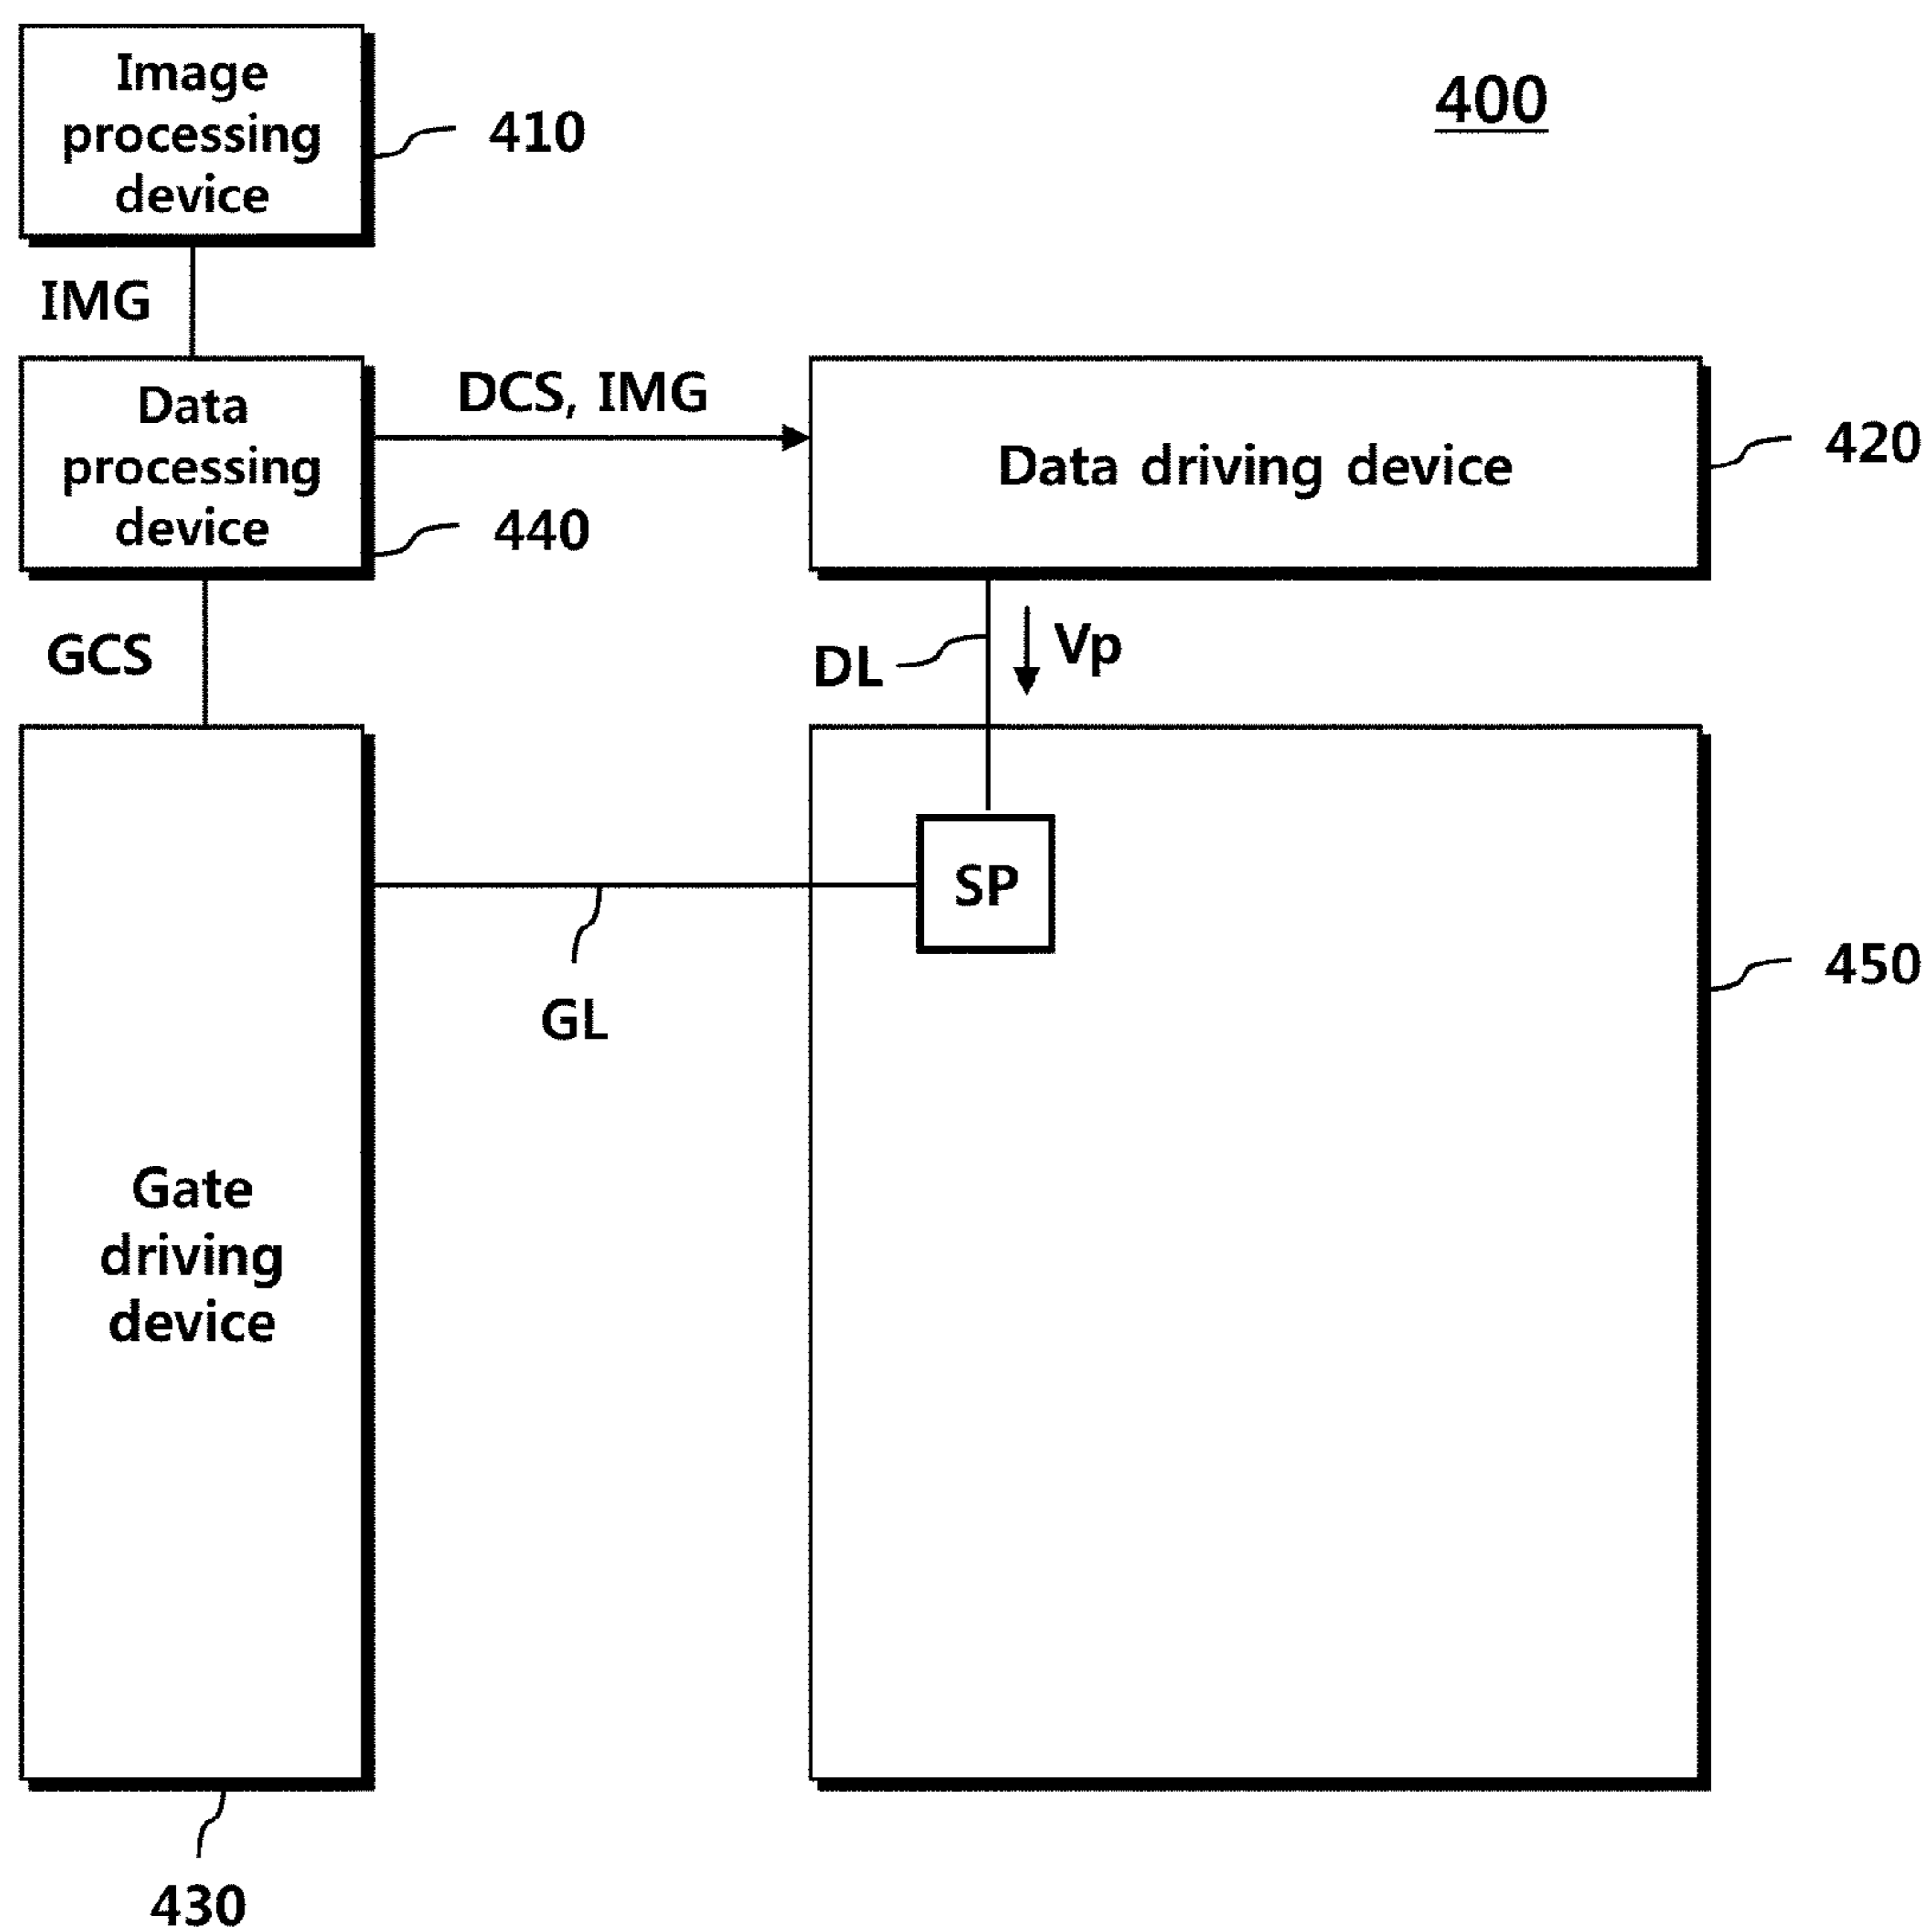 Image
processing
device
410
400
IMG
Data
processing
device
440
DCS, IMG
Data driving device
420
GCS
DL
Vp
SP
GL
450
Gate
driving
device
430